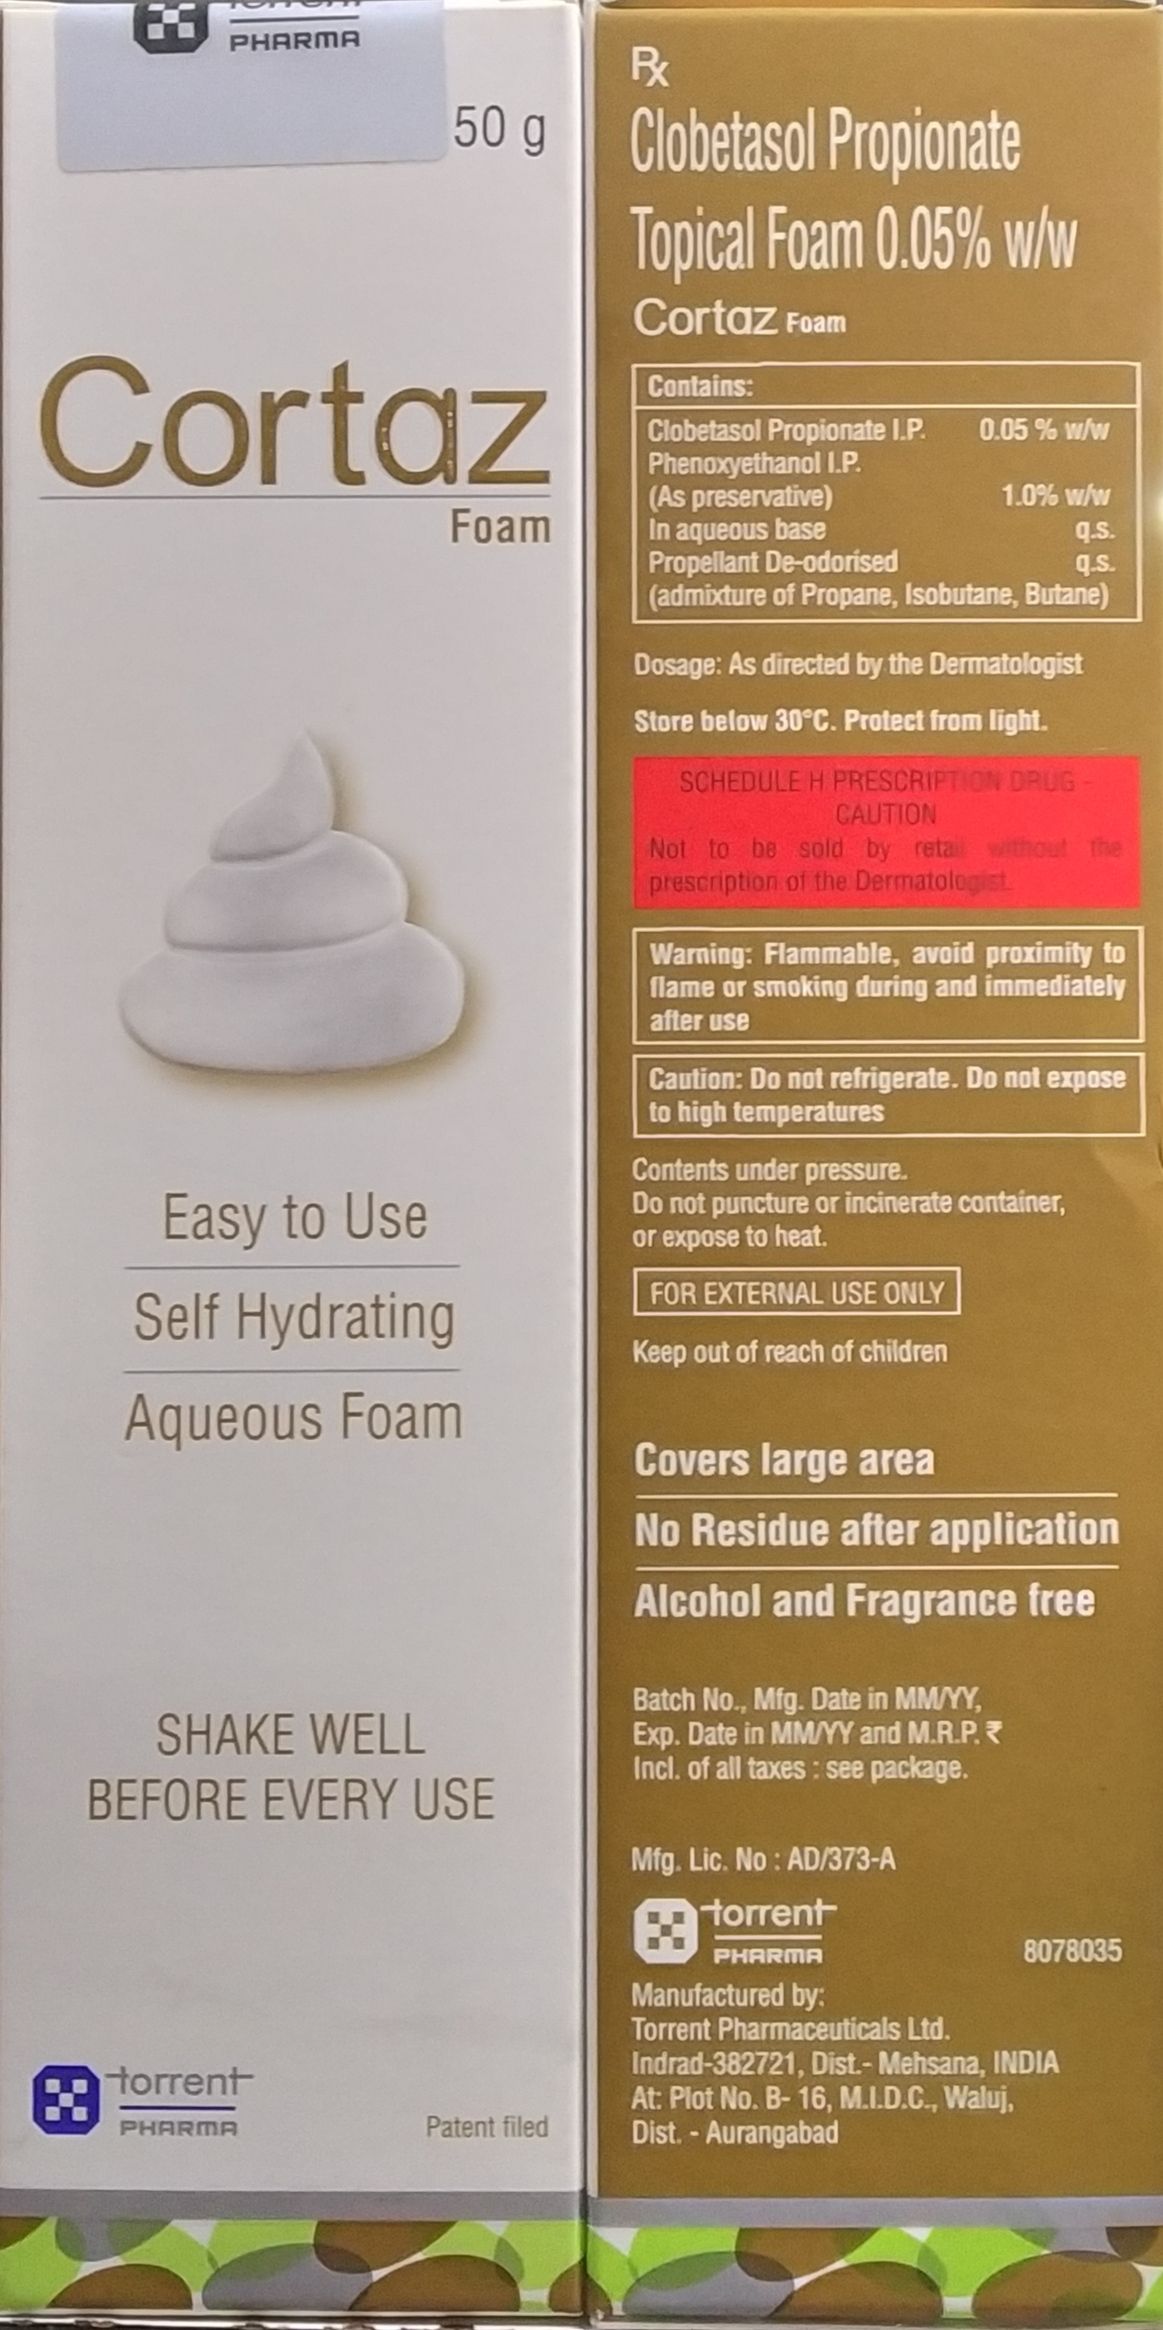 PHARMA
50 g
Cortaz
Foam
Easy to Use
Self Hydrating
Aqueous Foam
SHAKE WELL
BEFORE EVERY USE
torrent
PHARMA
Patent filed
Rx
Clobetasol Propionate
Topical Foam 0.05% w/w
Cortaz Foam
Contains:
Clobetasol Propionate I.P. 0.05 % w/w
Phenoxyethanol I.P.
(As preservative) 1.0% w/w
In aqueous base q.s.
Propellant De-odorised q.s.
(admixture of Propane, Isobutane, Butane)
Dosage: As directed by the Dermatologist
Store below 30°C. Protect from light.
SCHEDULE H PRESCRIPTION DRUG -
CAUTION
Not to be sold by retail without the
prescription of the Dermatologist.
Warning: Flammable, avoid proximity to
flame or smoking during and immediately
after use
Caution: Do not refrigerate. Do not expose
to high temperatures
Contents under pressure.
Do not puncture or incinerate container,
or expose to heat.
FOR EXTERNAL USE ONLY
Keep out of reach of children
Covers large area
No Residue after application
Alcohol and Fragrance free
Batch No., Mfg. Date in MM/YY,
Exp. Date in MM/YY and M.R.P. ₹
Incl. of all taxes : see package.
Mfg. Lic. No : AD/373-A
torrent
PHARMA
8078035
Manufactured by:
Torrent Pharmaceuticals Ltd.
Indrad-382721, Dist.- Mehsana, INDIA
At: Plot No. B- 16, M.I.D.C., Waluj,
Dist. - Aurangabad